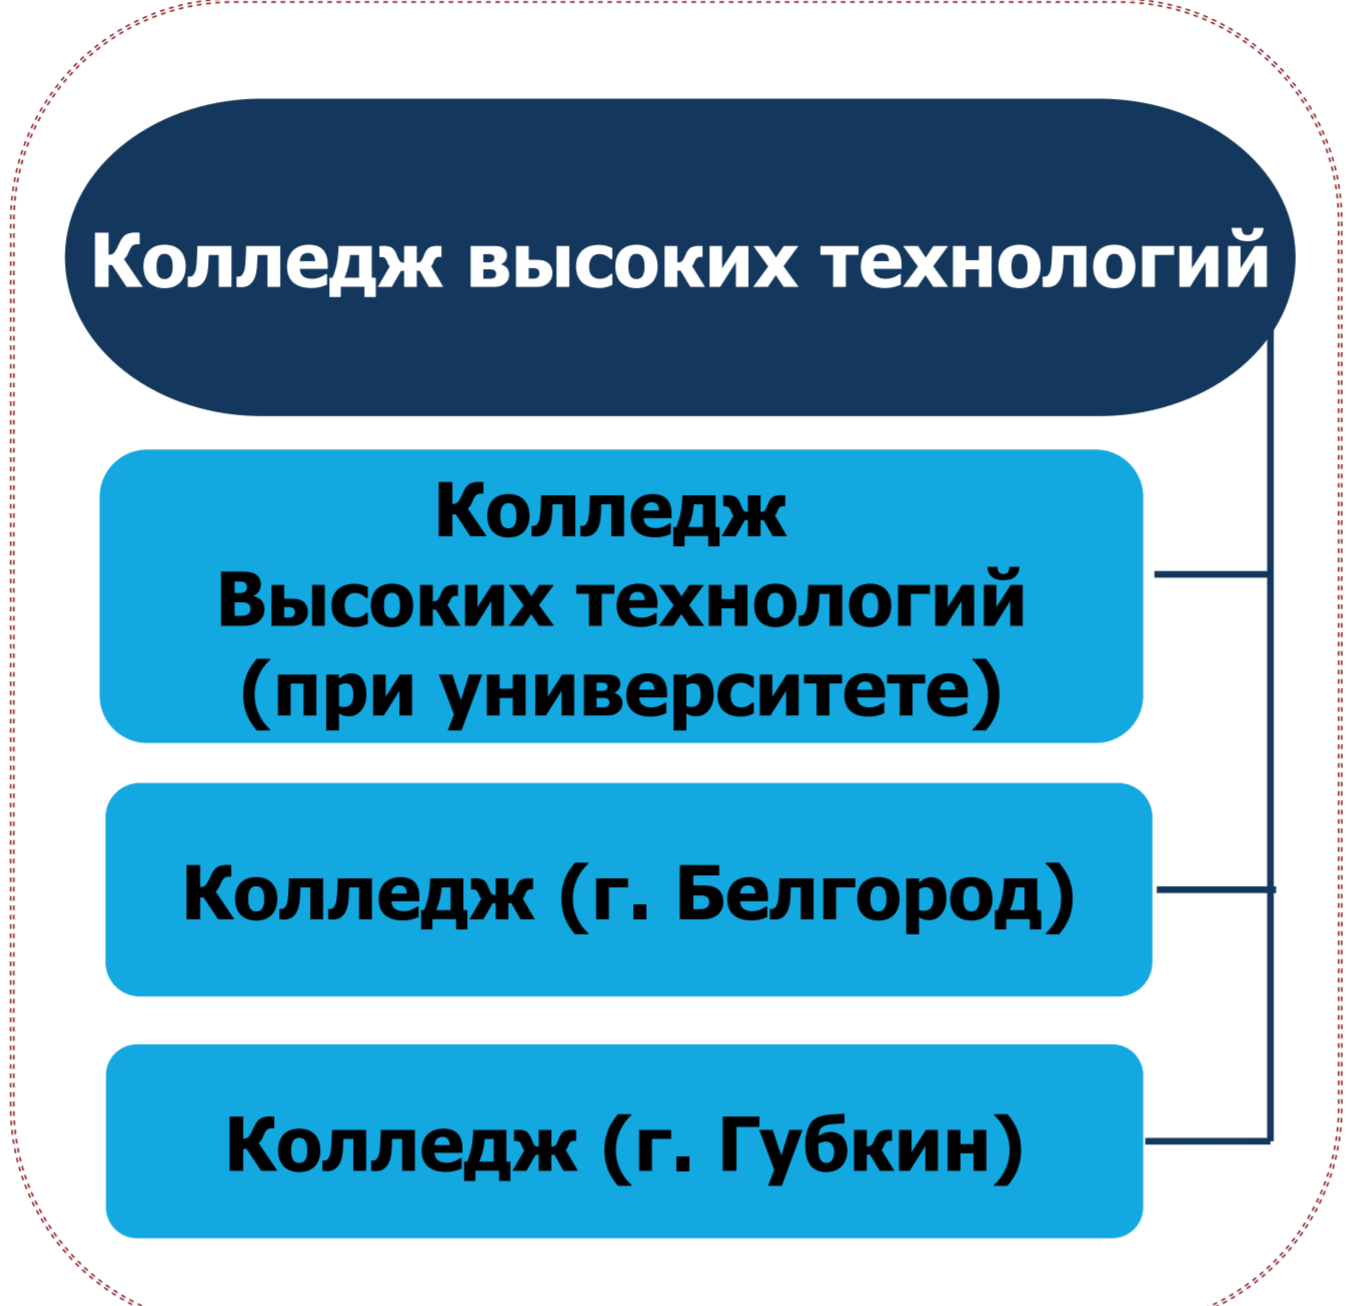 Колледж высоких технологий
Колледж
Высоких технологий
(при университете)
Колледж (г. Белгород)
Колледж (г. Губкин)